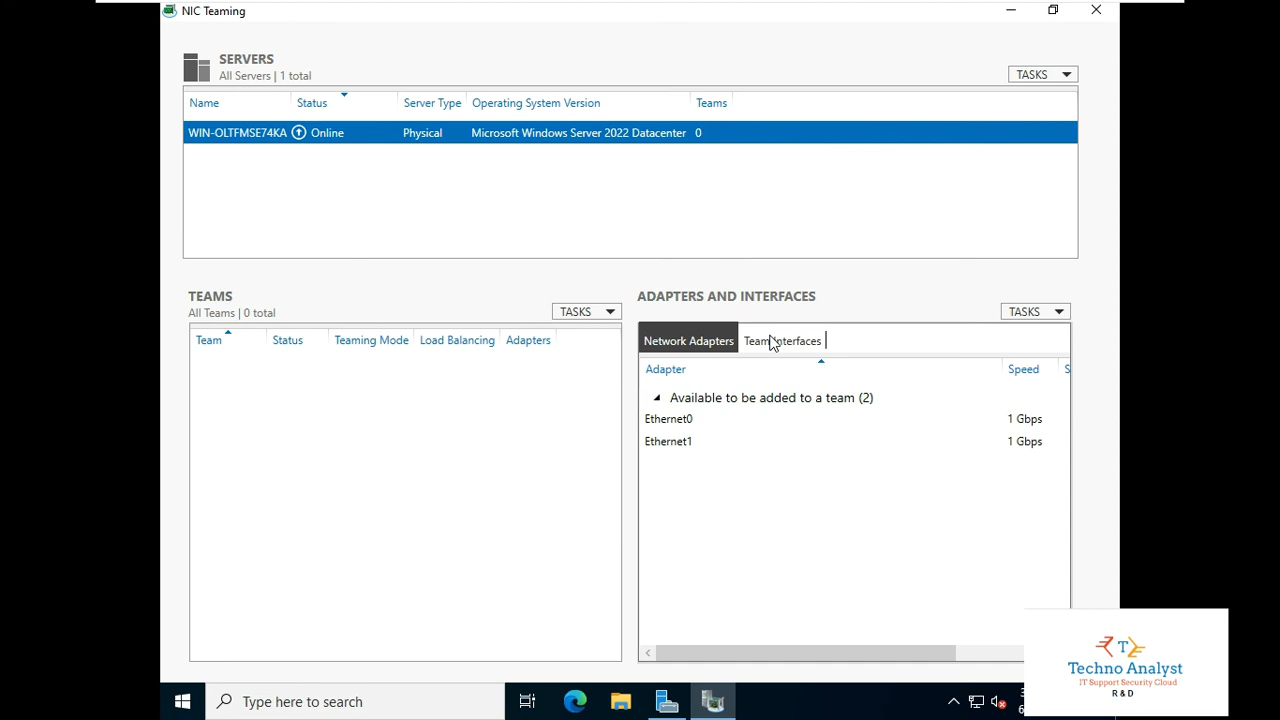 NIC Teaming
SERVERS
All Servers | 1 total
TASKS
Name Status Server Type Operating System Version Teams
WIN-OLTFMSE74KA Online Physical Microsoft Windows Server 2022 Datacenter 0
TEAMS
All Teams | 0 total
TASKS
Team Status Teaming Mode Load Balancing Adapters
ADAPTERS AND INTERFACES
TASKS
Network Adapters Team Interfaces
Adapter Speed S
Available to be added to a team (2)
Ethernet0 1 Gbps
Ethernet1 1 Gbps
Type here to search
Techno Analyst
IT Support Security Cloud
R & D